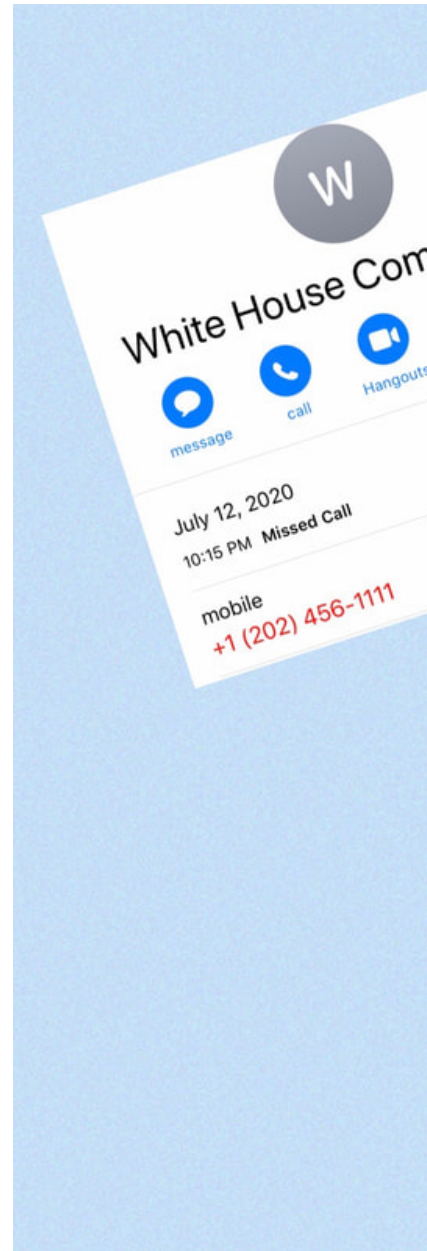 W
White House Com
message call Hangouts
July 12, 2020
10:15 PM Missed Call
mobile
+1 (202) 456-1111